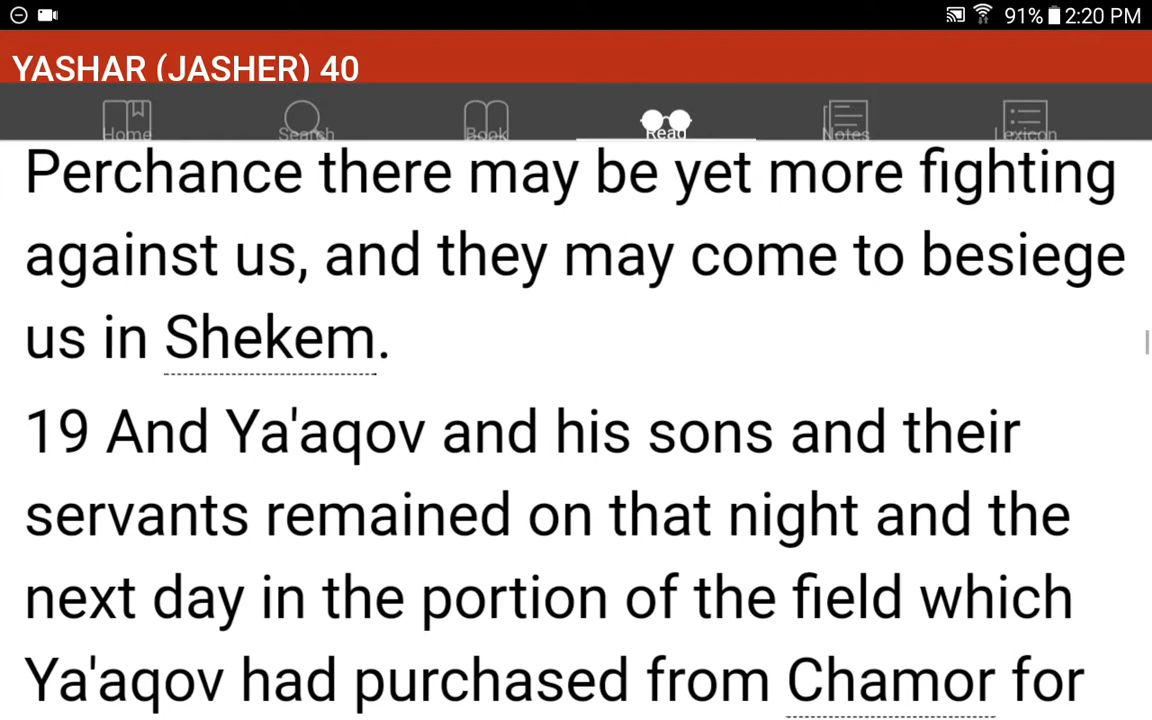 91% 2:20 PM
YASHAR (JASHER) 40
Home Search Book Read Notes Lexicon
Perchance there may be yet more fighting
against us, and they may come to besiege
us in Shekem.
19 And Ya'aqov and his sons and their
servants remained on that night and the
next day in the portion of the field which
Ya'aqov had purchased from Chamor for